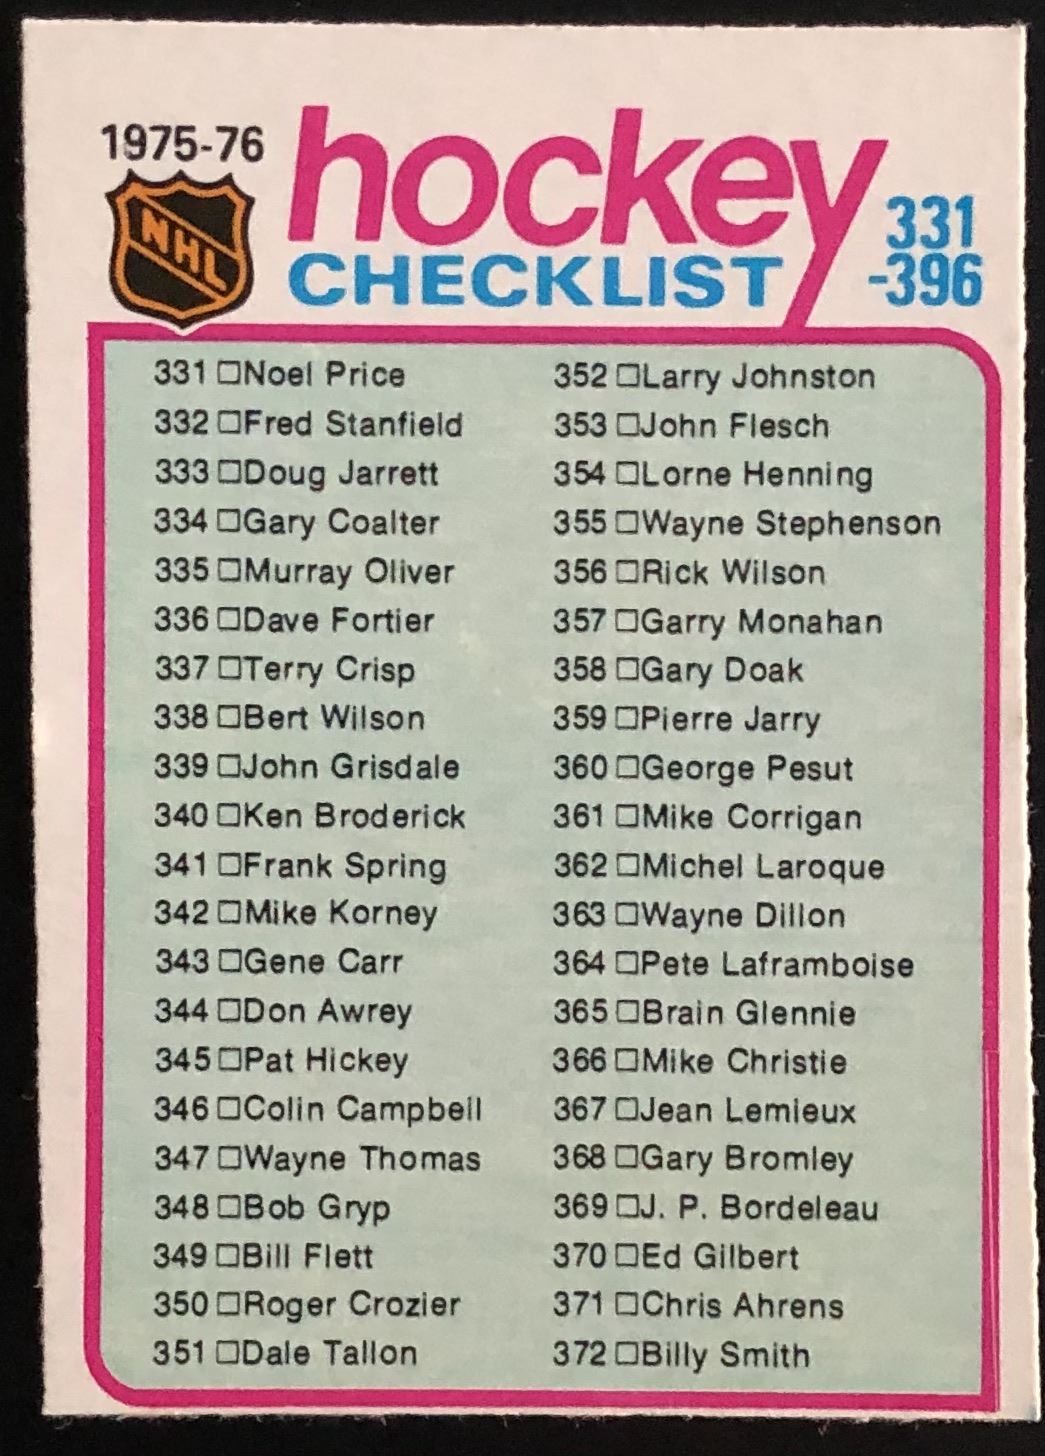 1975-76
NHL
hockey
CHECKLIST
331
-396
331 Noel Price
332 Fred Stanfield
333 Doug Jarrett
334 Gary Coalter
335 Murray Oliver
336 Dave Fortier
337 Terry Crisp
338 Bert Wilson
339 John Grisdale
340 Ken Broderick
341 Frank Spring
342 Mike Korney
343 Gene Carr
344 Don Awrey
345 Pat Hickey
346 Colin Campbell
347 Wayne Thomas
348 Bob Gryp
349 Bill Flett
350 Roger Crozier
351 Dale Tallon
352 Larry Johnston
353 John Flesch
354 Lorne Henning
355 Wayne Stephenson
356 Rick Wilson
357 Garry Monahan
358 Gary Doak
359 Pierre Jarry
360 George Pesut
361 Mike Corrigan
362 Michel Laroque
363 Wayne Dillon
364 Pete Laframboise
365 Brain Glennie
366 Mike Christie
367 Jean Lemieux
368 Gary Bromley
369 J. P. Bordeleau
370 Ed Gilbert
371 Chris Ahrens
372 Billy Smith